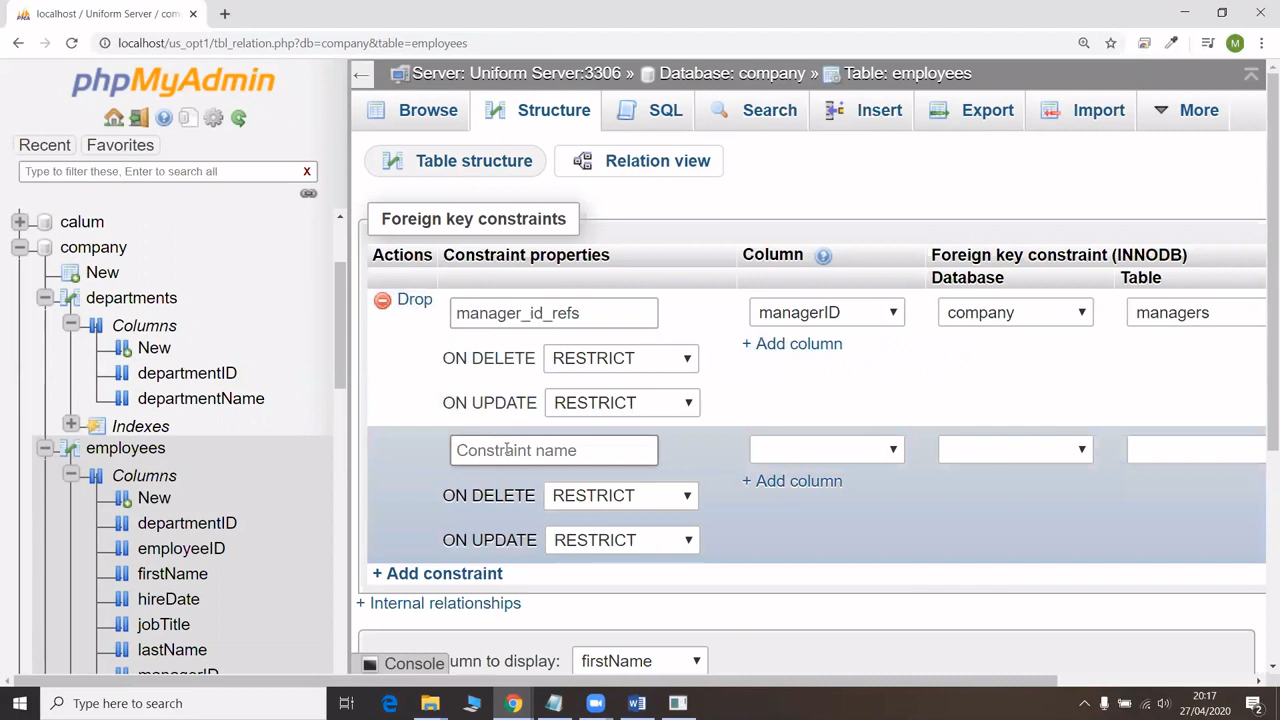 localhost / Uniform Server / com
localhost/us_opt1/tbl_relation.php?db=company&table=employees
M
phpMyAdmin
Recent
Favorites
Type to filter these, Enter to search all
X
calum
company
New
departments
Columns
New
departmentID
departmentName
Indexes
employees
Columns
New
departmentID
employeeID
firstName
hireDate
jobTitle
lastName
managerID
Server: Uniform Server:3306 » Database: company » Table: employees
Browse
Structure
SQL
Search
Insert
Export
Import
More
Table structure
Relation view
Foreign key constraints
Actions
Constraint properties
Column
Foreign key constraint (INNODB)
Database
Table
Drop
manager_id_refs
managerID
company
managers
+ Add column
ON DELETE
RESTRICT
ON UPDATE
RESTRICT
Constraint name
+ Add column
ON DELETE
RESTRICT
ON UPDATE
RESTRICT
+ Add constraint
+ Internal relationships
Console
umn to display:
firstName
Type here to search
20:17
27/04/2020
2